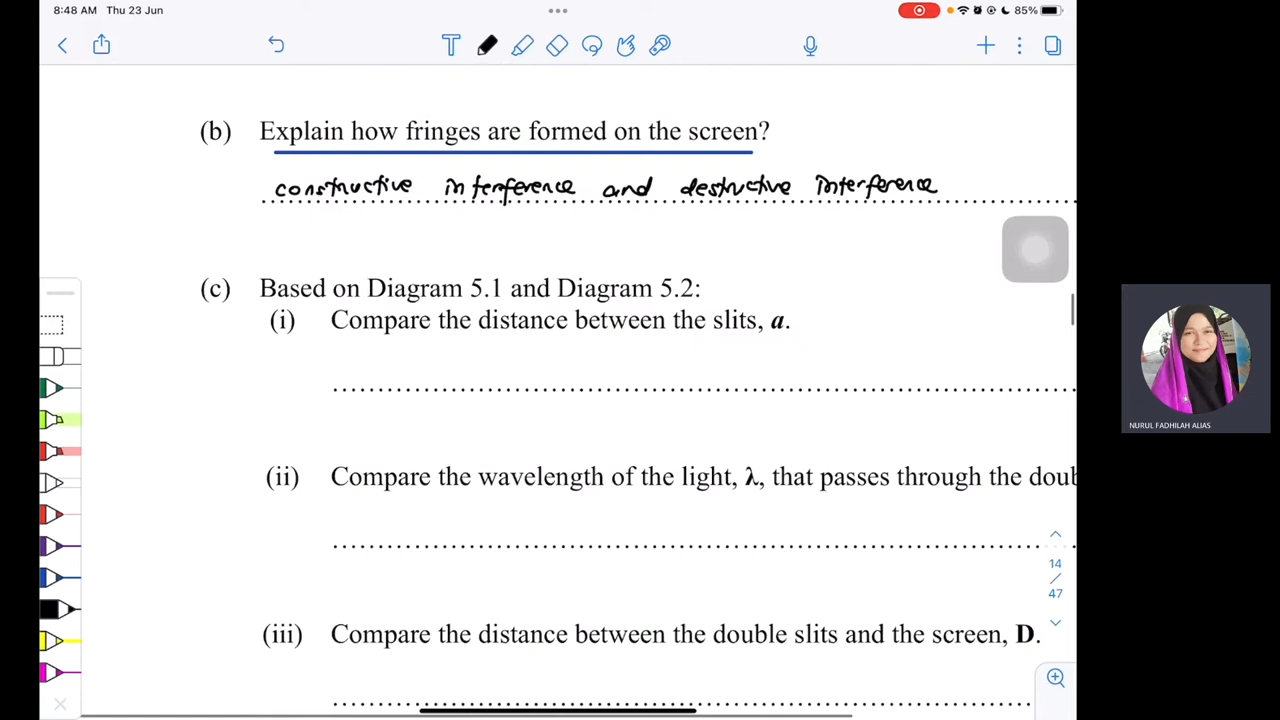 8:48 AM Thu 23 Jun
85%
(b) Explain how fringes are formed on the screen?
constructive interference and destructive interference
(c) Based on Diagram 5.1 and Diagram 5.2:
(i) Compare the distance between the slits, a.
(ii) Compare the wavelength of the light, λ, that passes through the doub
14
/
47
(iii) Compare the distance between the double slits and the screen, D.
NURUL FADHILAH ALIAS